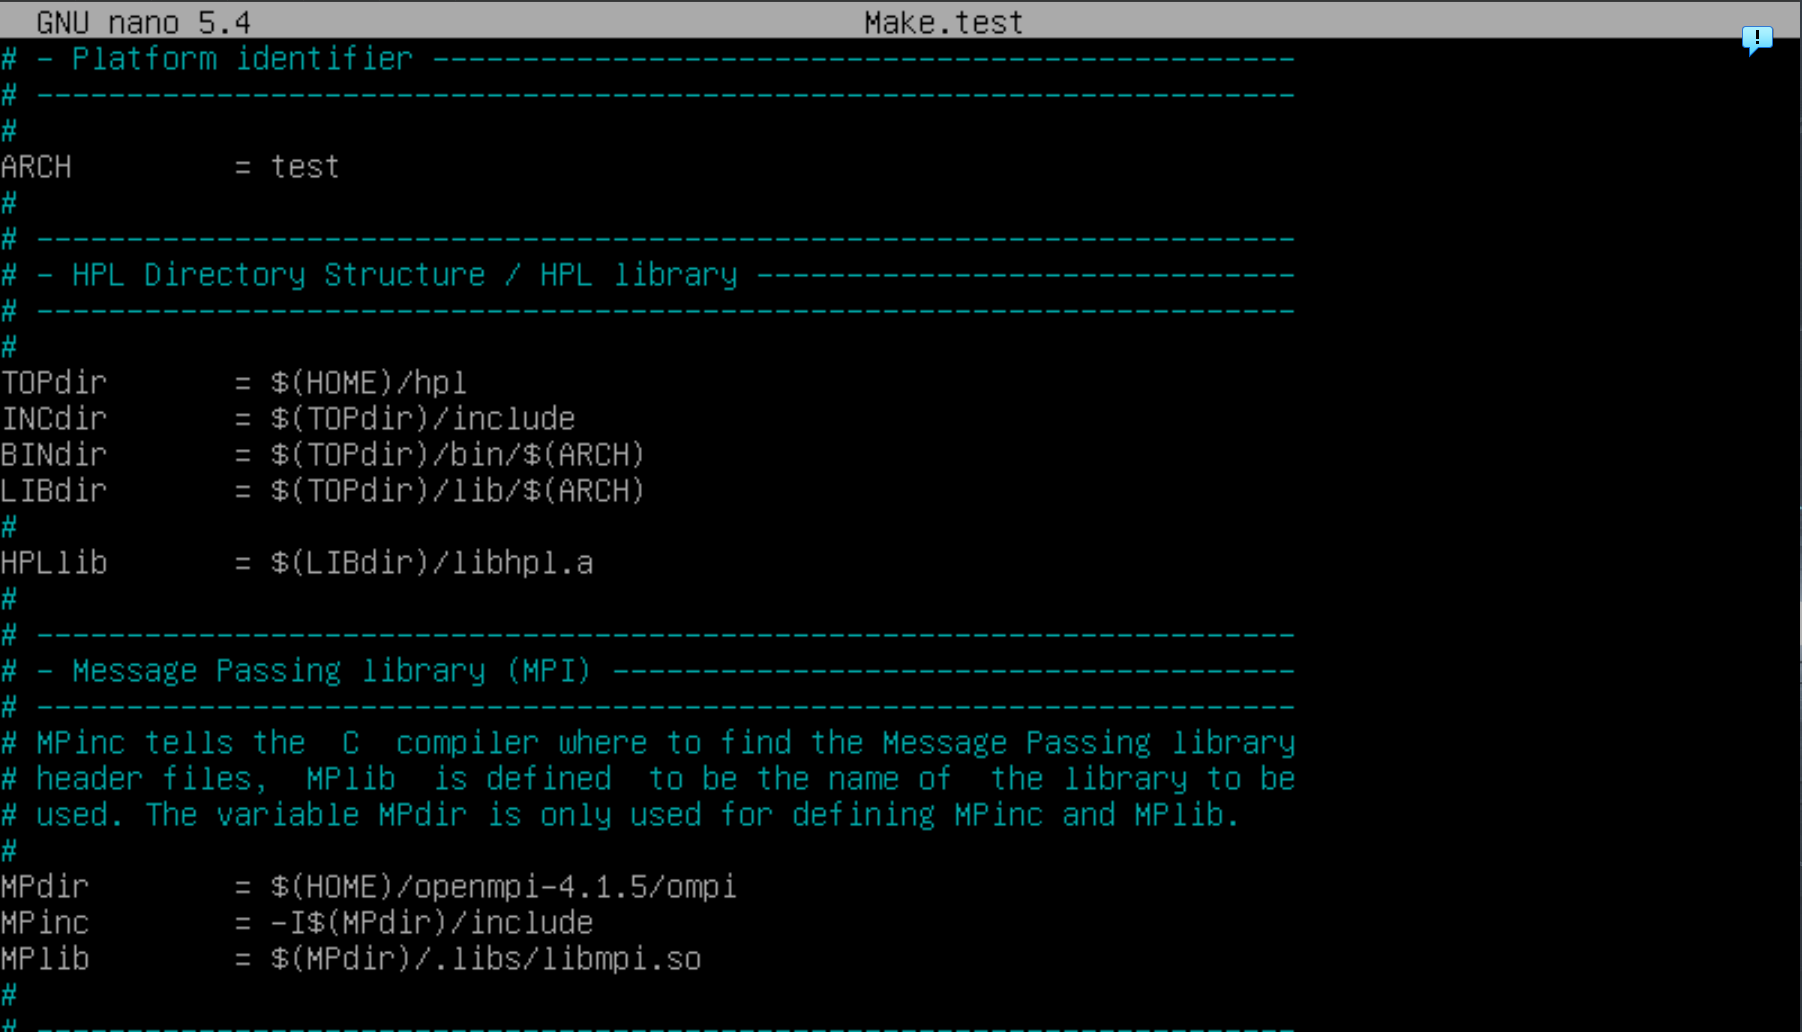 GNU nano 5.4 Make.test
!
# - Platform identifier ------------------------------------------------
# ----------------------------------------------------------------------
#
ARCH         = test
#
# ----------------------------------------------------------------------
# - HPL Directory Structure / HPL library ------------------------------
# ----------------------------------------------------------------------
#
TOPdir       = $(HOME)/hpl
INCdir       = $(TOPdir)/include
BINdir       = $(TOPdir)/bin/$(ARCH)
LIBdir       = $(TOPdir)/lib/$(ARCH)
#
HPLlib       = $(LIBdir)/libhpl.a
#
# ----------------------------------------------------------------------
# - Message Passing library (MPI) --------------------------------------
# ----------------------------------------------------------------------
# MPinc tells the  C  compiler where to find the Message Passing library
# header files,  MPlib  is defined  to be the name of  the library to be
# used. The variable MPdir is only used for defining MPinc and MPlib.
#
MPdir        = $(HOME)/openmpi-4.1.5/ompi
MPinc        = -I$(MPdir)/include
MPlib        = $(MPdir)/.libs/libmpi.so
#
# ----------------------------------------------------------------------